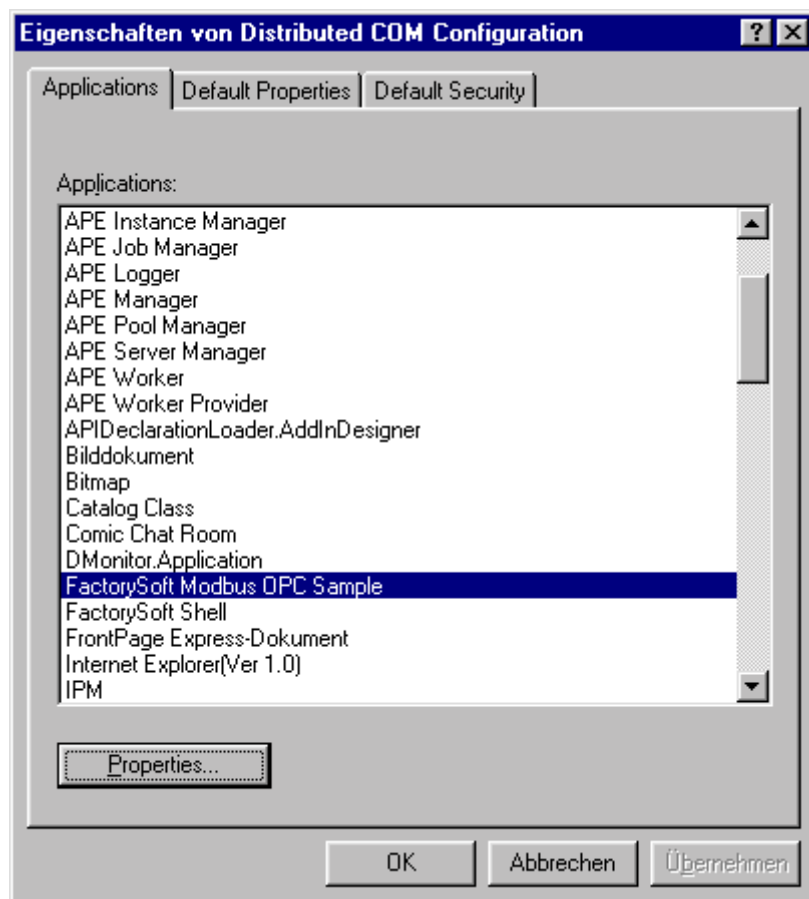 Eigenschaften von Distributed COM Configuration
Applications Default Properties Default Security
Applications:
APE Instance Manager
APE Job Manager
APE Logger
APE Manager
APE Pool Manager
APE Server Manager
APE Worker
APE Worker Provider
APIDeclarationLoader.AddInDesigner
Bilddokument
Bitmap
Catalog Class
Comic Chat Room
DMonitor.Application
FactorySoft Modbus OPC Sample
FactorySoft Shell
FrontPage Express-Dokument
Internet Explorer(Ver 1.0)
IPM
Properties...
OK Abbrechen Übernehmen